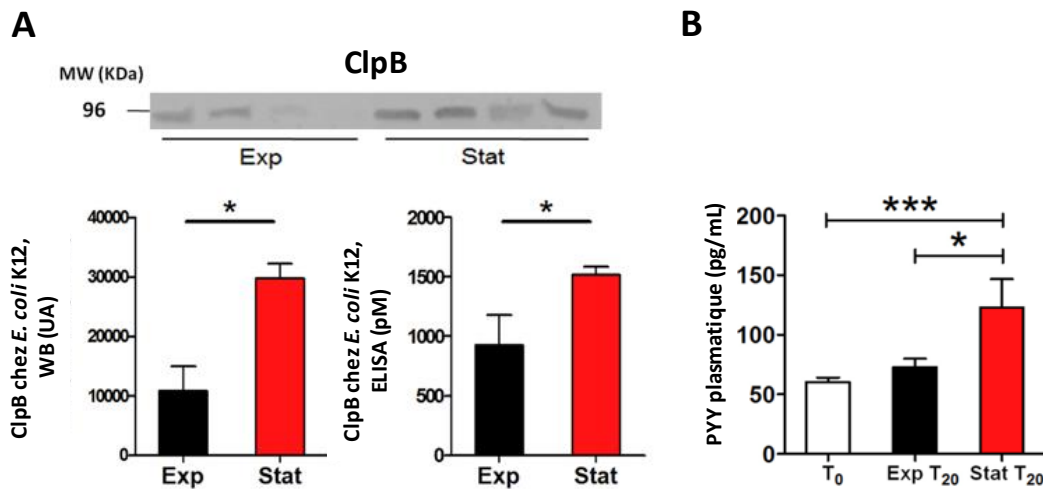 A
ClpB
MW (KDa)
96
Exp
Stat
ClpB chez E. coli K12,
WB (UA)
40000
30000
20000
10000
0
*
Exp
Stat
ClpB chez E. coli K12,
ELISA (pM)
2000
1500
1000
500
0
*
Exp
Stat
B
PYY plasmatique (pg/mL)
200
150
100
50
0
***
*
T0
Exp T20
Stat T20